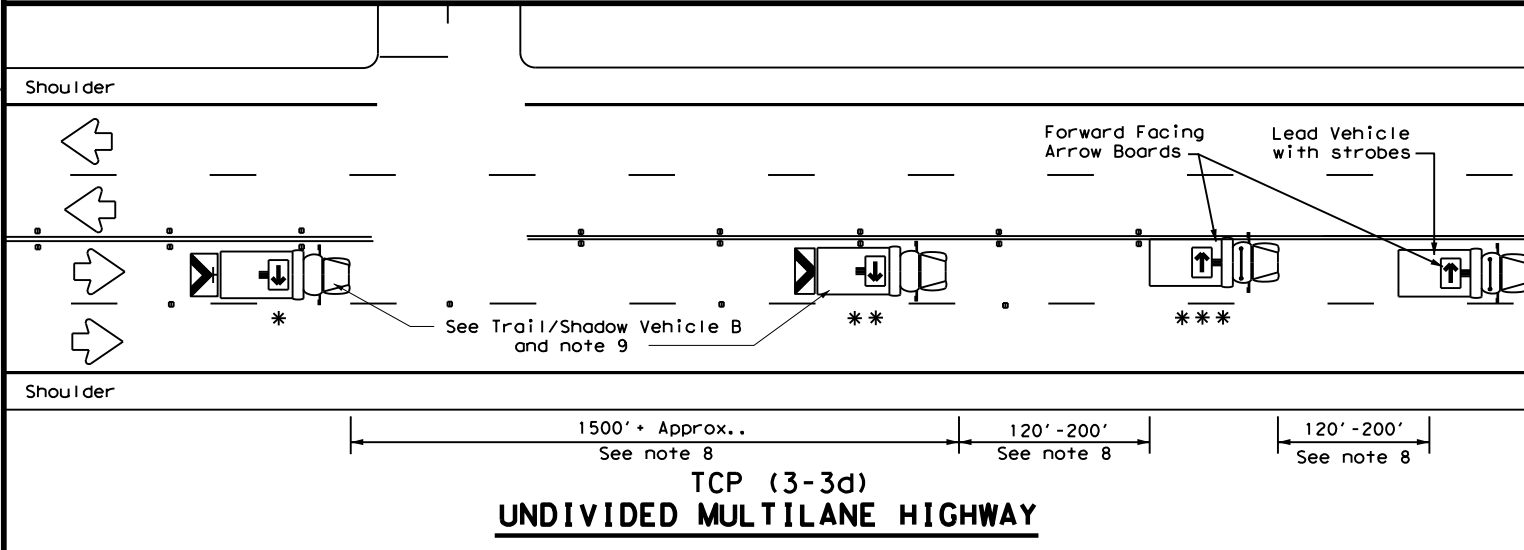 Shoulder
Forward Facing
Arrow Boards
Lead Vehicle
with strobes
*
**
***
See Trail/Shadow Vehicle B
and note 9
Shoulder
1500'+ Approx..
See note 8
120'-200'
See note 8
120'-200'
See note 8
TCP (3-3d)
UNDIVIDED MULTILANE HIGHWAY